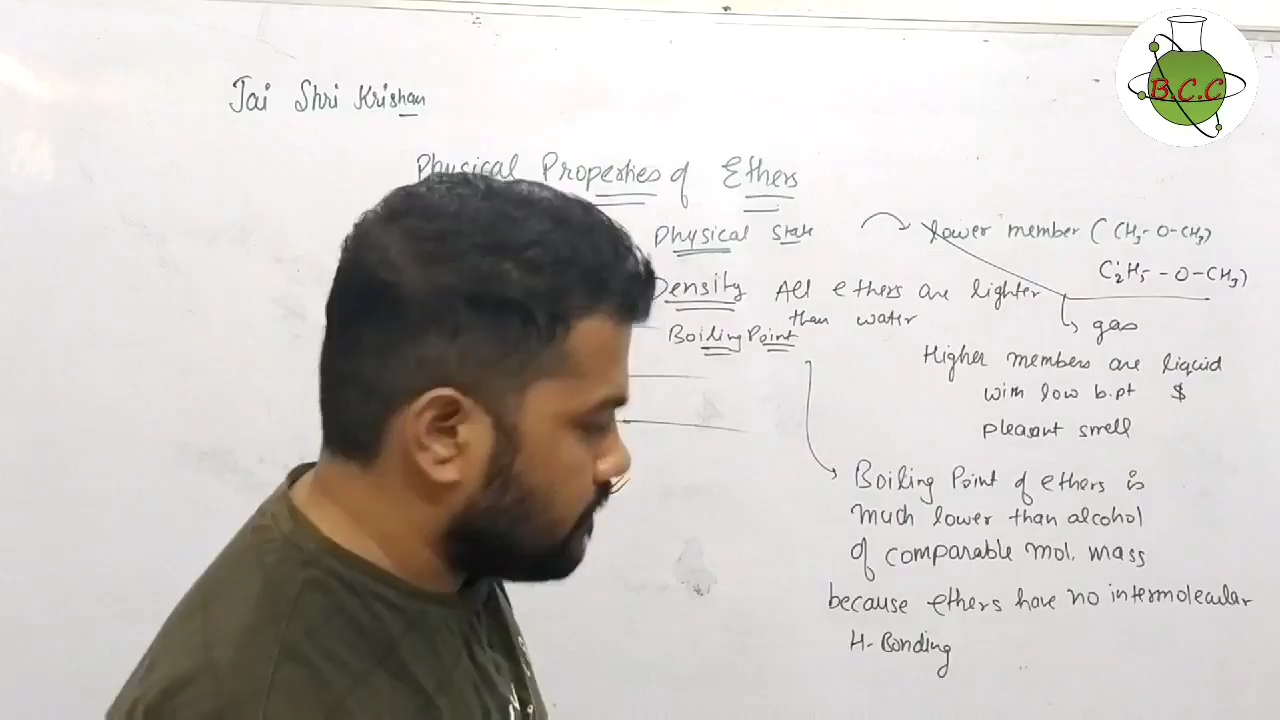 B.C.C
Jai Shri Krishan
Physical Properties of Ethers
Physical State
lower member (CH3-O-CH3)
C2H5-O-CH3)
gas
Density All ethers are lighter
than water
Boiling Point
Higher members are liquid
with low b.pt $
pleasant smell
Boiling Point of ethers is
much lower than alcohol
of comparable mol. mass
because ethers have no intermolecular
H-Bonding